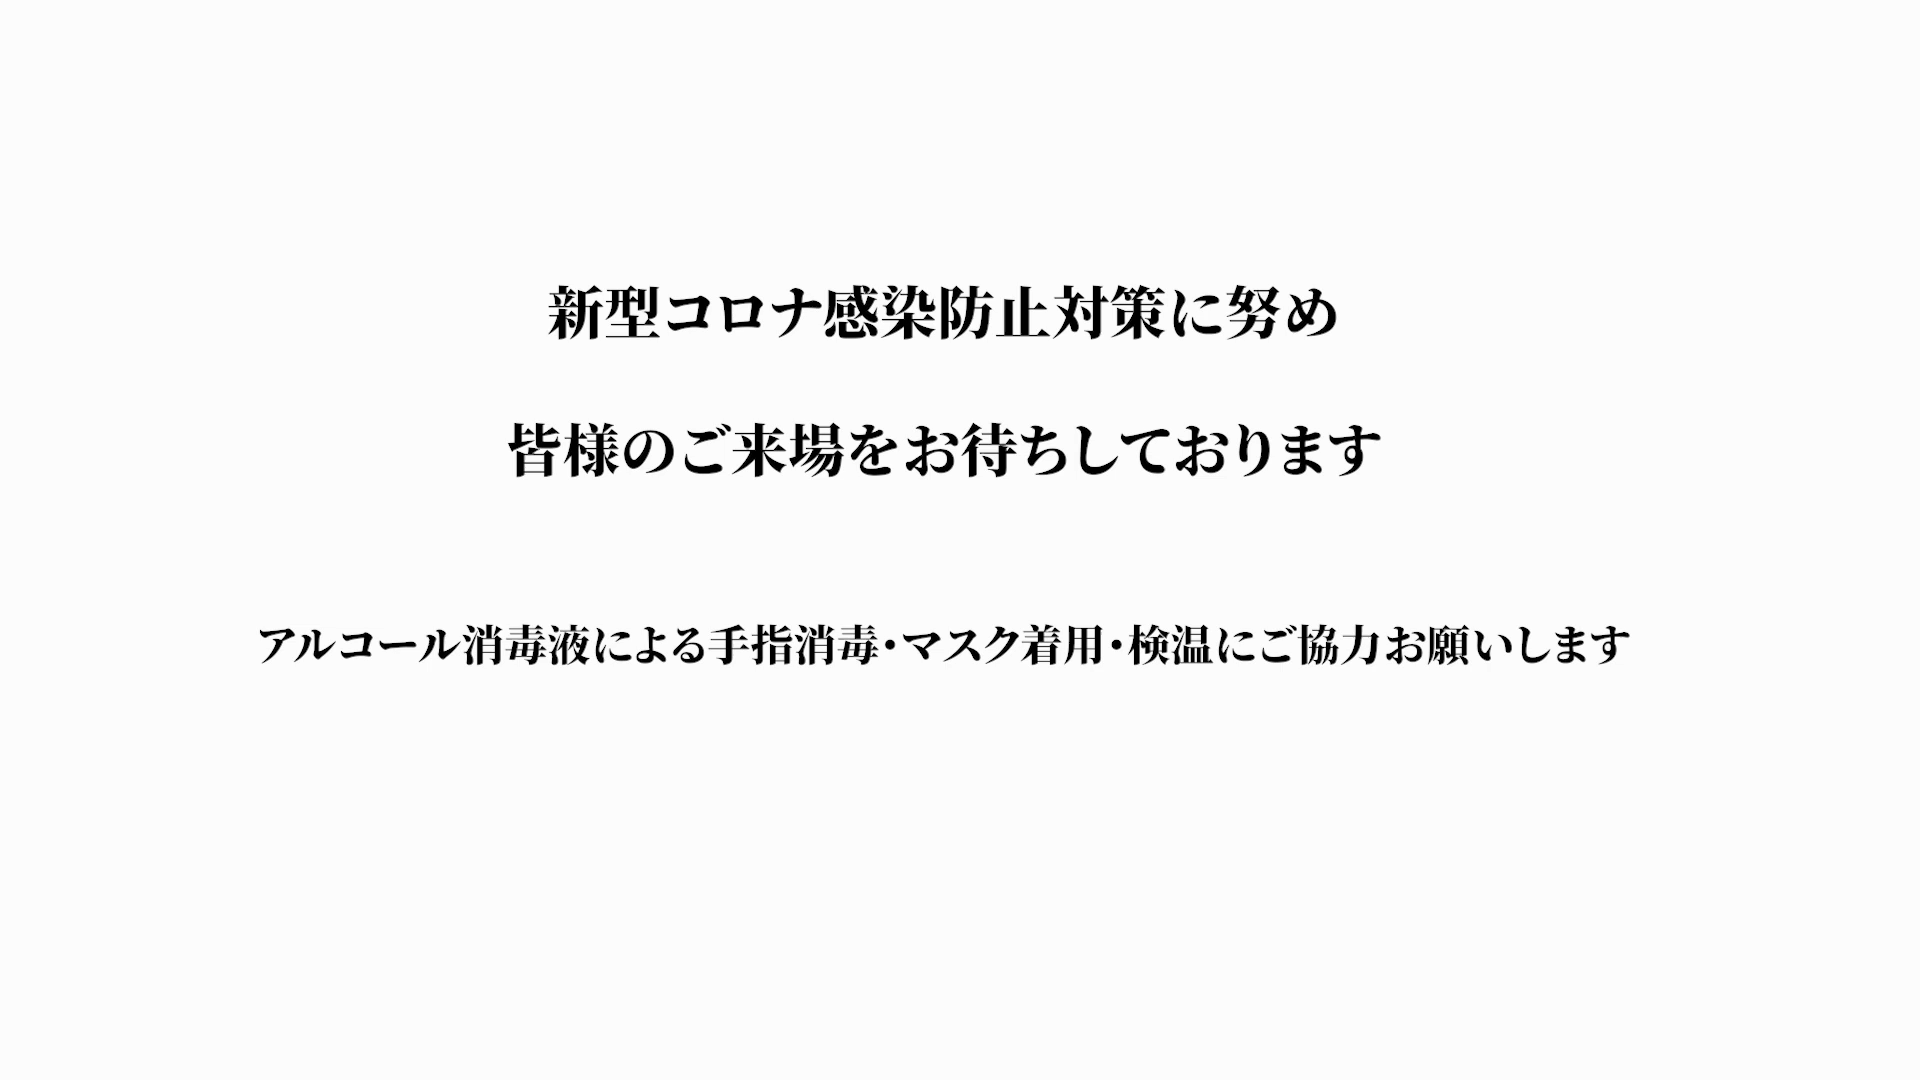 新型コロナ感染防止対策に努め
皆様のご来場をお待ちしております
アルコール消毒液による手指消毒・マスク着用・検温にご協力お願いします